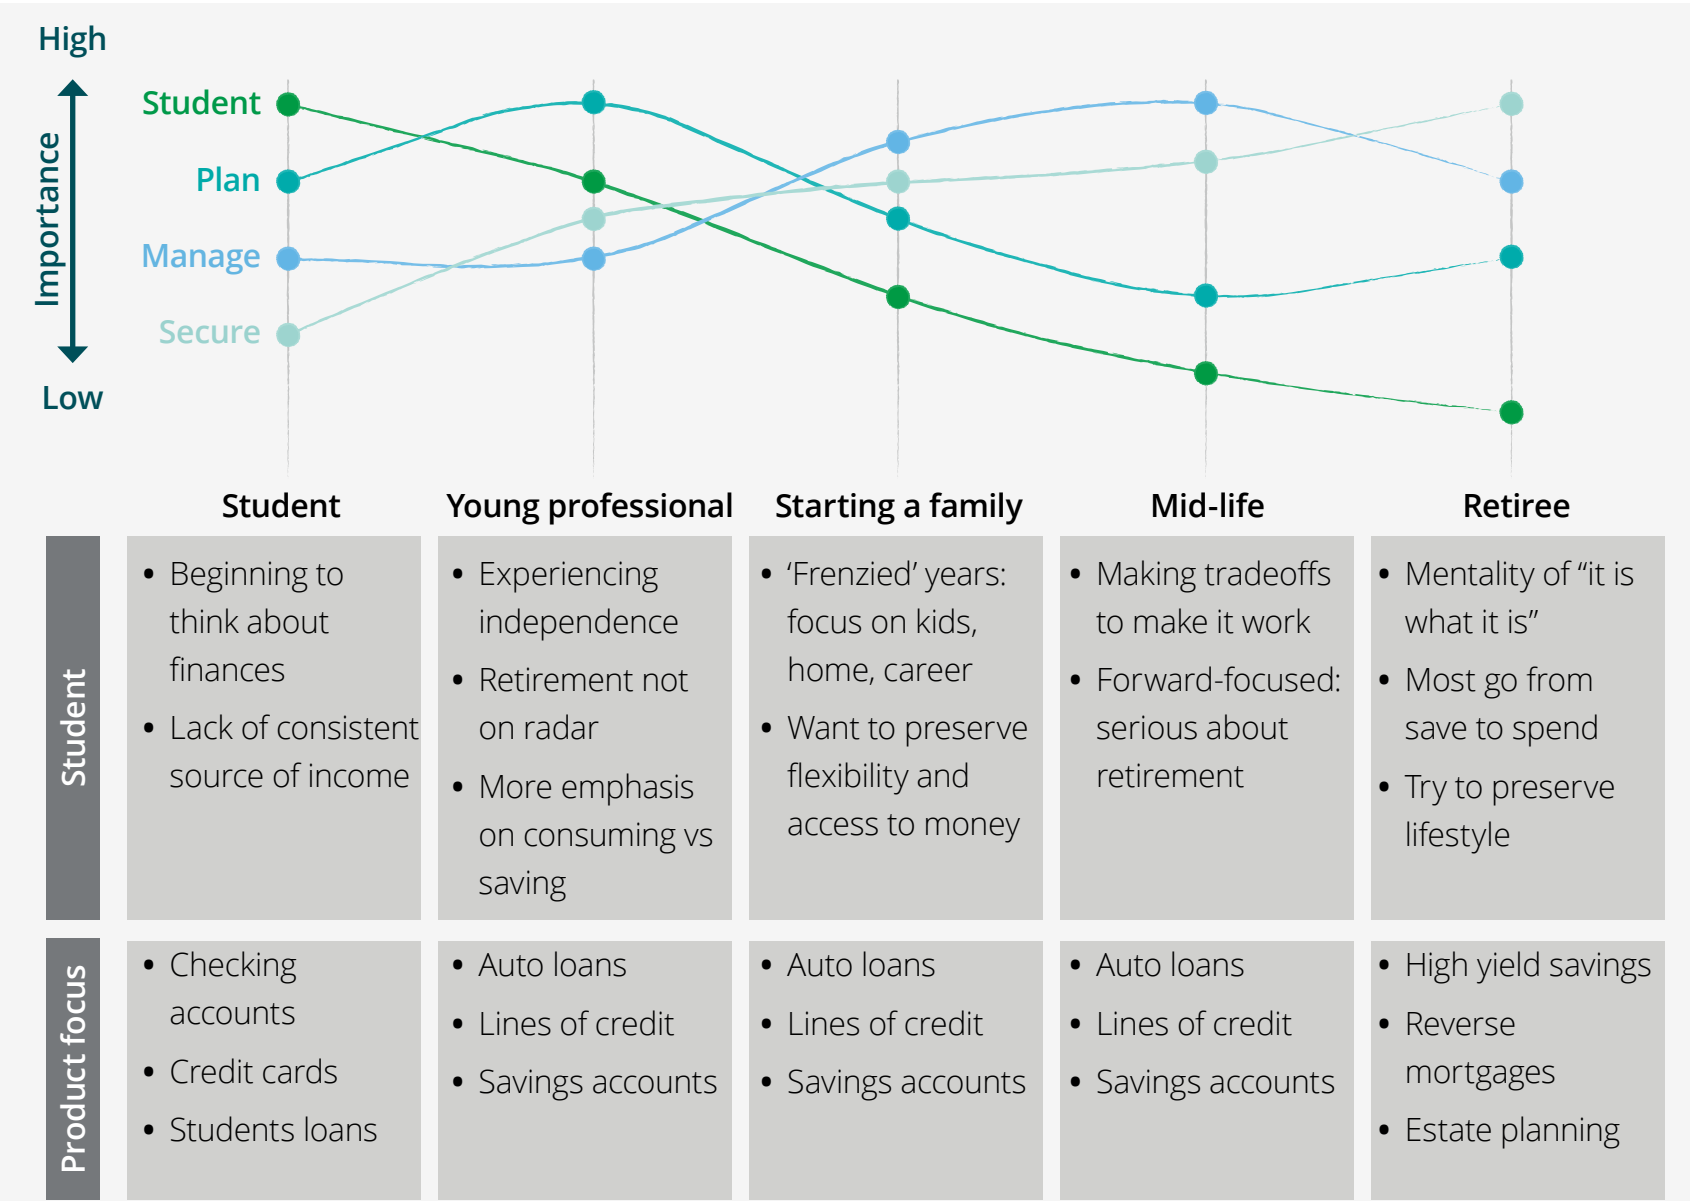 High
Importance
Low
Student
Plan
Manage
Secure
Student
Young professional
Starting a family
Mid-life
Retiree
Student
• Beginning to
think about
finances
• Lack of consistent
source of income
• Experiencing
independence
• Retirement not
on radar
• More emphasis
on consuming vs
saving
• ‘Frenzied’ years:
focus on kids,
home, career
• Want to preserve
flexibility and
access to money
• Making tradeoffs
to make it work
• Forward-focused:
serious about
retirement
• Mentality of “it is
what it is”
• Most go from
save to spend
• Try to preserve
lifestyle
Product focus
• Checking
accounts
• Credit cards
• Students loans
• Auto loans
• Lines of credit
• Savings accounts
• Auto loans
• Lines of credit
• Savings accounts
• Auto loans
• Lines of credit
• Savings accounts
• High yield savings
• Reverse
mortgages
• Estate planning